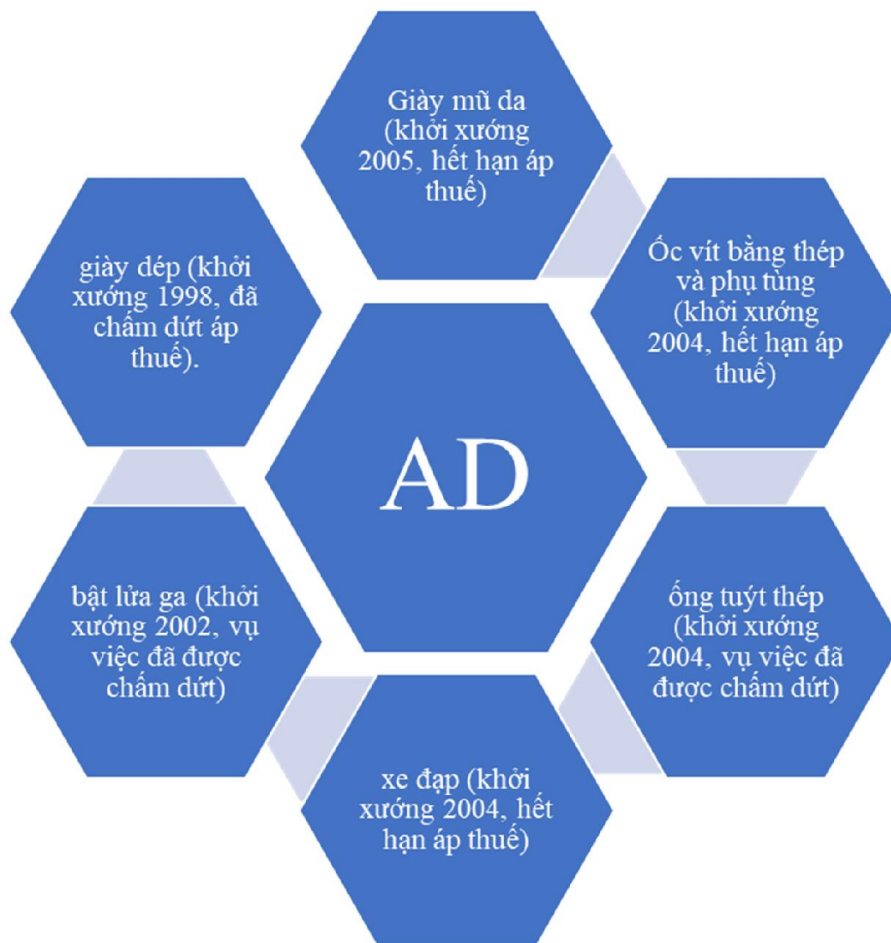 Giày mũ da
(khởi xướng
2005, hết hạn áp
thuế)
Ốc vít bằng thép
và phụ tùng
(khởi xướng
2004, hết hạn áp
thuế)
ống tuýt thép
(khởi xướng
2004, vụ việc đã
được chấm dứt)
xe đạp (khởi
xướng 2004, hết
hạn áp thuế)
bật lửa ga (khởi
xướng 2002, vụ
việc đã được
chấm dứt)
giày dép (khởi
xướng 1998, đã
chấm dứt áp
thuế).
AD